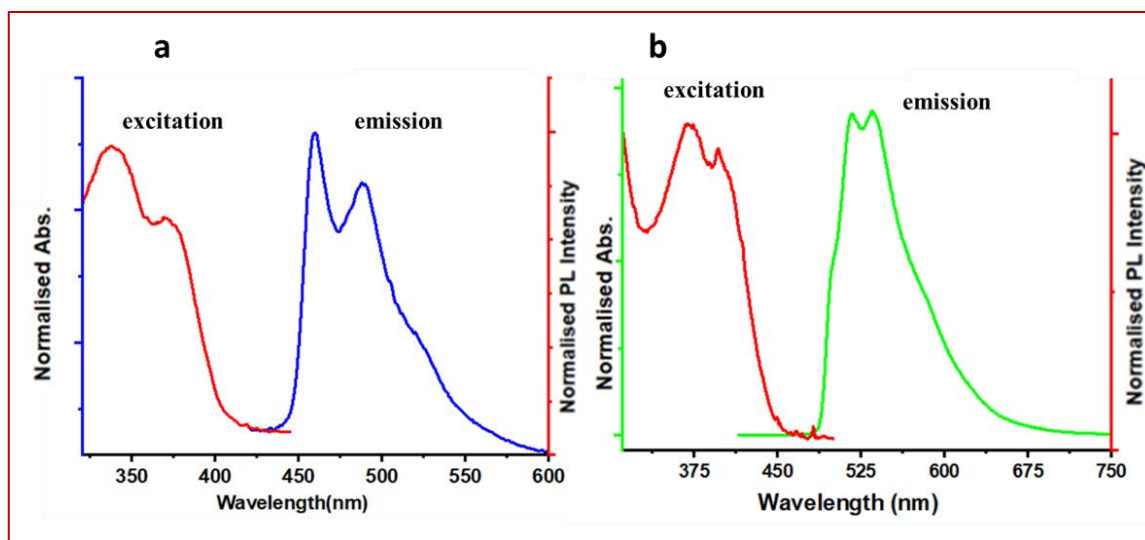 a
excitation
emission
Normalised Abs.
Normalised PL Intensity
350
400
450
500
550
600
Wavelength(nm)
b
excitation
emission
Normalised Abs.
Normalised PL Intensity
375
450
525
600
675
750
Wavelength (nm)